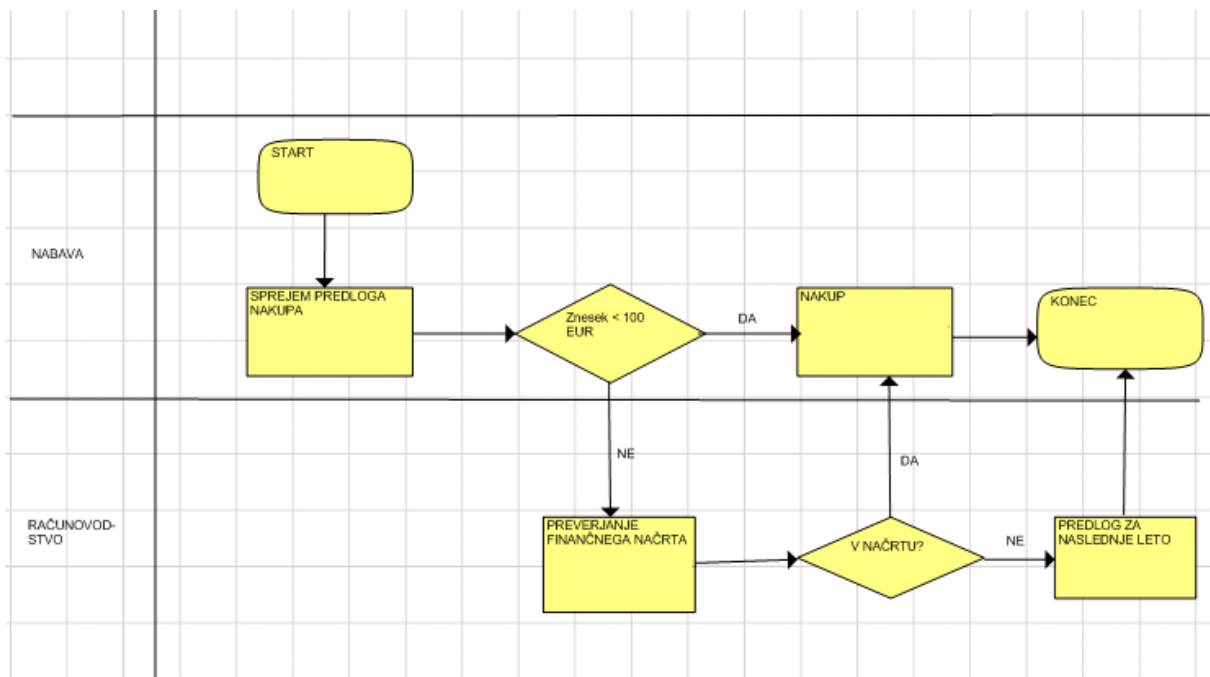 START
NABAVA
SPREJEM PREDLOGA
NAKUPA
Znesek < 100
EUR
DA
NAKUP
KONEC
NE
DA
RAČUNOVOD-
STVO
PREVERJANJE
FINANČNEGA NAČRTA
V NAČRTU?
NE
PREDLOG ZA
NASLEDNJE LETO